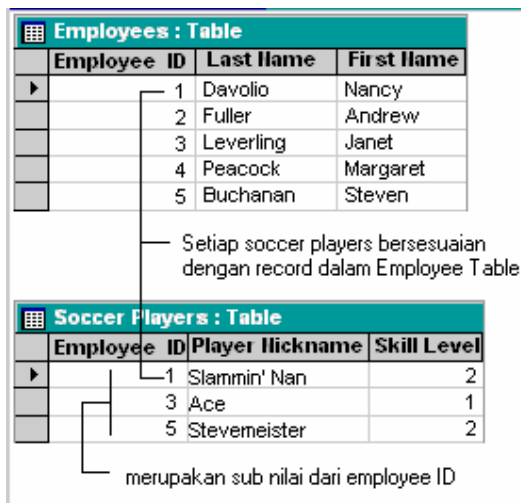 Employees : Table
Employee ID Last Name First Name
1 Davolio Nancy
2 Fuller Andrew
3 Leverling Janet
4 Peacock Margaret
5 Buchanan Steven
Setiap soccer players bersesuaian
dengan record dalam Employee Table
Soccer Players : Table
Employee ID Player Nickname Skill Level
1 Slammin' Nan 2
3 Ace 1
5 Stevemeister 2
merupakan sub nilai dari employee ID